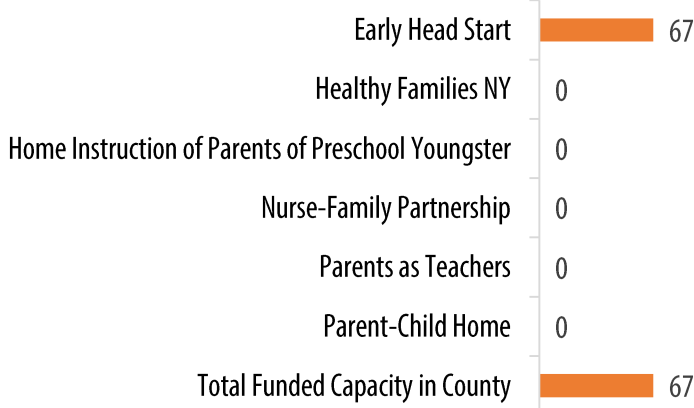 Early Head Start 67
Healthy Families NY 0
Home Instruction of Parents of Preschool Youngster 0
Nurse-Family Partnership 0
Parents as Teachers 0
Parent-Child Home 0
Total Funded Capacity in County 67